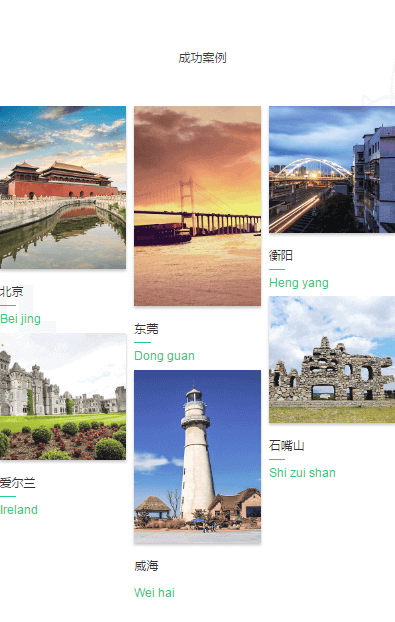 成功案例
北京
Bei jing
爱尔兰
Ireland
东莞
Dong guan
威海
Wei hai
衡阳
Heng yang
石嘴山
Shi zui shan